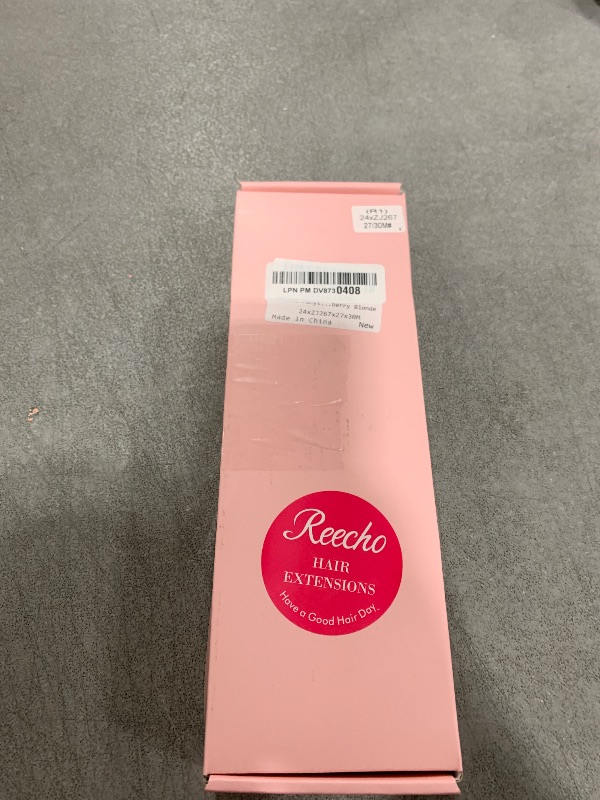 (R1)
24xZJ267
27/30M#
LPN PM DV8730408
berry Blonde
24xZJ267x27x30M
Made in China New
Reecho
HAIR
EXTENSIONS
Have a Good Hair Day